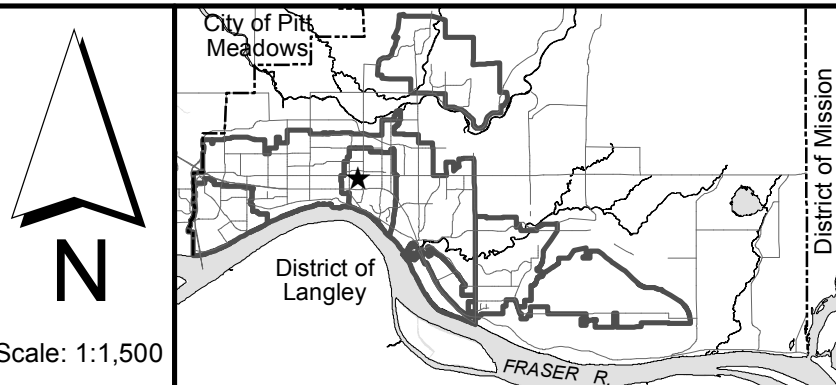 City of Pitt
Meadows
N
Scale: 1:1,500
District of
Langley
FRASER R.
District of Mission